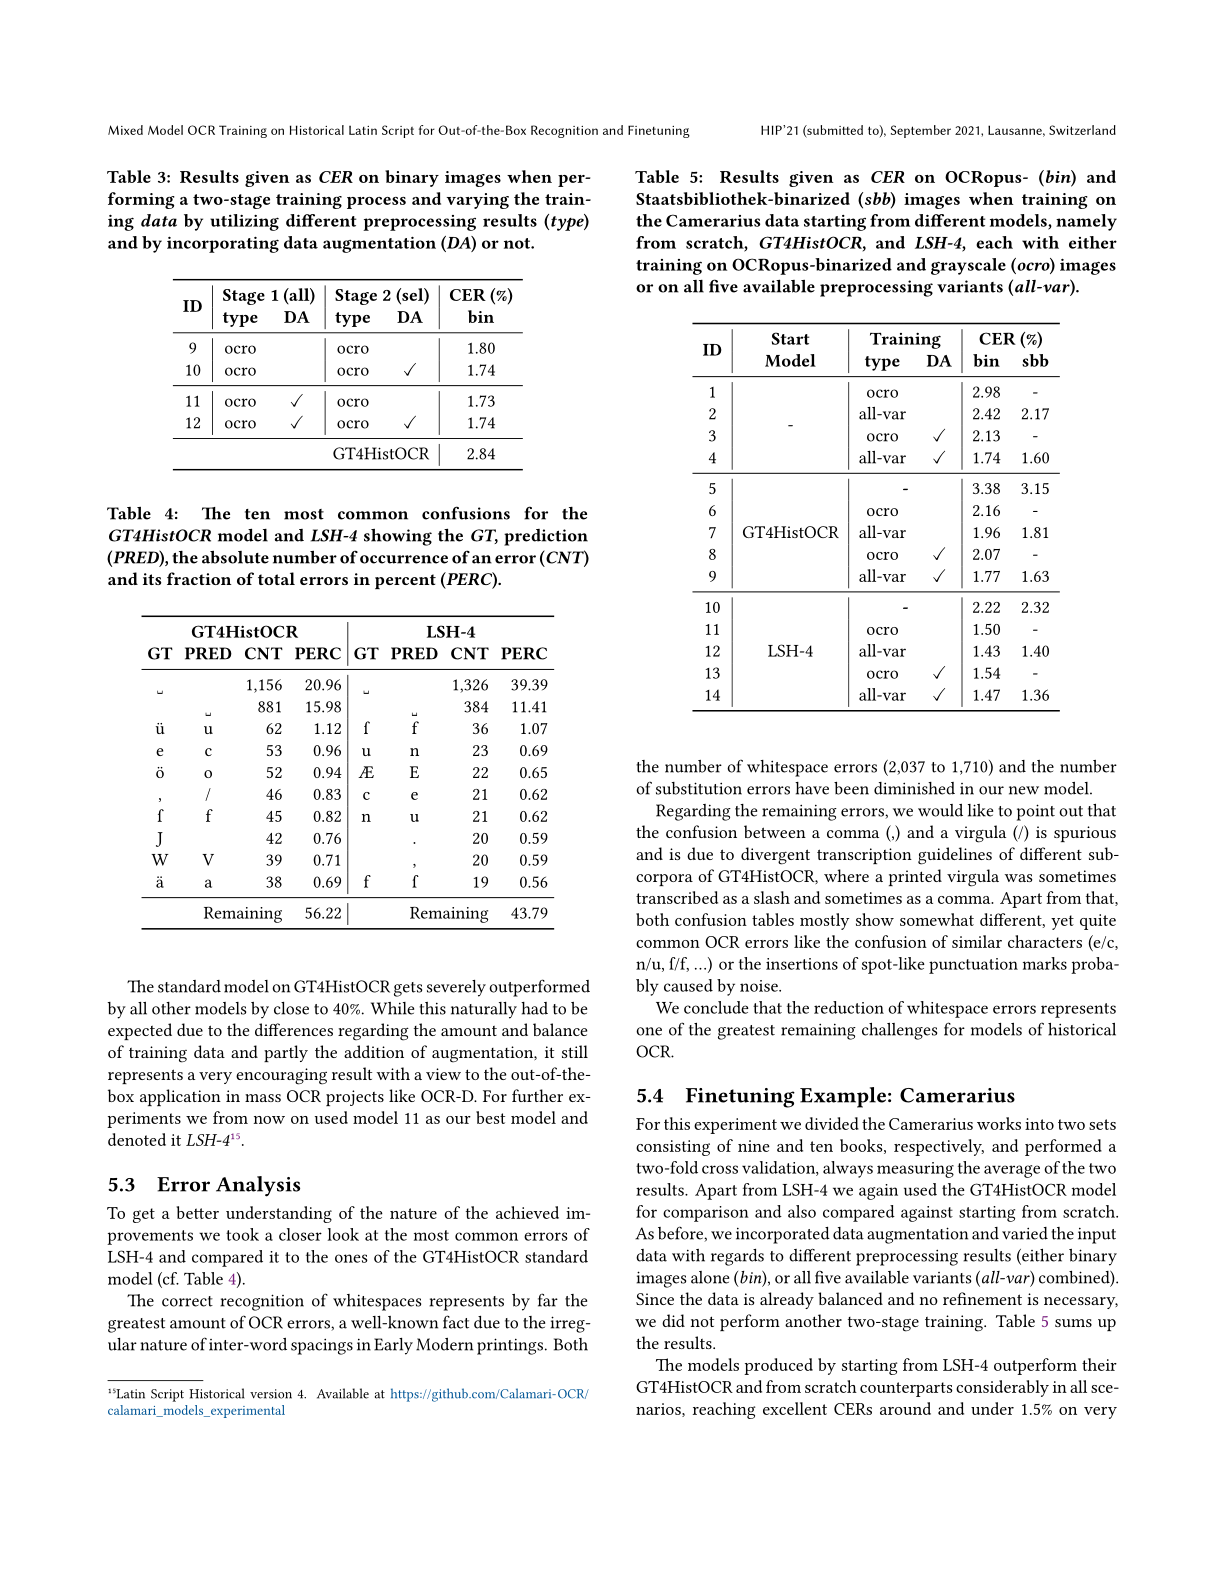 Mixed Model OCR Training on Historical Latin Script for Out-of-the-Box Recognition and Finetuning HIP'21 (submitted to), September 2021, Lausanne, Switzerland
Table 3: Results given as CER on binary images when per-
forming a two-stage training process and varying the train-
ing data by utilizing different preprocessing results (type)
and by incorporating data augmentation (DA) or not.
ID Stage 1 (all) Stage 2 (sel) CER (%)
type DA type DA bin
9 ocro ocro 1.80
10 ocro ocro ✓ 1.74
11 ocro ✓ ocro 1.73
12 ocro ✓ ocro ✓ 1.74
GT4HistOCR 2.84
Table 4: The ten most common confusions for the
GT4HistOCR model and LSH-4 showing the GT, prediction
(PRED), the absolute number of occurrence of an error (CNT)
and its fraction of total errors in percent (PERC).
GT4HistOCR LSH-4
GT PRED CNT PERC GT PRED CNT PERC
␣ 1,156 20.96 ␣ 1,326 39.39
␣ 881 15.98 ␣ 384 11.41
ü u 62 1.12 ſ f 36 1.07
e c 53 0.96 u n 23 0.69
ö o 52 0.94 Æ E 22 0.65
, / 46 0.83 c e 21 0.62
ſ f 45 0.82 n u 21 0.62
J 42 0.76 . 20 0.59
W V 39 0.71 , 20 0.59
ä a 38 0.69 f ſ 19 0.56
Remaining 56.22 Remaining 43.79
The standard model on GT4HistOCR gets severely outperformed
by all other models by close to 40%. While this naturally had to be
expected due to the differences regarding the amount and balance
of training data and partly the addition of augmentation, it still
represents a very encouraging result with a view to the out-of-the-
box application in mass OCR projects like OCR-D. For further ex-
periments we from now on used model 11 as our best model and
denoted it LSH-4¹⁵.
5.3 Error Analysis
To get a better understanding of the nature of the achieved im-
provements we took a closer look at the most common errors of
LSH-4 and compared it to the ones of the GT4HistOCR standard
model (cf. Table 4).
The correct recognition of whitespaces represents by far the
greatest amount of OCR errors, a well-known fact due to the irreg-
ular nature of inter-word spacings in Early Modern printings. Both
¹⁵Latin Script Historical version 4. Available at https://github.com/Calamari-OCR/
calamari_models_experimental
Table 5: Results given as CER on OCRopus- (bin) and
Staatsbibliothek-binarized (sbb) images when training on
the Camerarius data starting from different models, namely
from scratch, GT4HistOCR, and LSH-4, each with either
training on OCRopus-binarized and grayscale (ocro) images
or on all five available preprocessing variants (all-var).
ID Start Model Training CER (%)
type DA bin sbb
1 ocro 2.98 -
2 all-var 2.42 2.17
-
3 ocro ✓ 2.13 -
4 all-var ✓ 1.74 1.60
5 - 3.38 3.15
6 ocro 2.16 -
7 GT4HistOCR all-var 1.96 1.81
8 ocro ✓ 2.07 -
9 all-var ✓ 1.77 1.63
10 - 2.22 2.32
11 ocro 1.50 -
12 LSH-4 all-var 1.43 1.40
13 ocro ✓ 1.54 -
14 all-var ✓ 1.47 1.36
the number of whitespace errors (2,037 to 1,710) and the number
of substitution errors have been diminished in our new model.
Regarding the remaining errors, we would like to point out that
the confusion between a comma (,) and a virgula (/) is spurious
and is due to divergent transcription guidelines of different sub-
corpora of GT4HistOCR, where a printed virgula was sometimes
transcribed as a slash and sometimes as a comma. Apart from that,
both confusion tables mostly show somewhat different, yet quite
common OCR errors like the confusion of similar characters (e/c,
n/u, ſ/f, ...) or the insertions of spot-like punctuation marks proba-
bly caused by noise.
We conclude that the reduction of whitespace errors represents
one of the greatest remaining challenges for models of historical
OCR.
5.4 Finetuning Example: Camerarius
For this experiment we divided the Camerarius works into two sets
consisting of nine and ten books, respectively, and performed a
two-fold cross validation, always measuring the average of the two
results. Apart from LSH-4 we again used the GT4HistOCR model
for comparison and also compared against starting from scratch.
As before, we incorporated data augmentation and varied the input
data with regards to different preprocessing results (either binary
images alone (bin), or all five available variants (all-var) combined).
Since the data is already balanced and no refinement is necessary,
we did not perform another two-stage training. Table 5 sums up
the results.
The models produced by starting from LSH-4 outperform their
GT4HistOCR and from scratch counterparts considerably in all sce-
narios, reaching excellent CERs around and under 1.5% on very